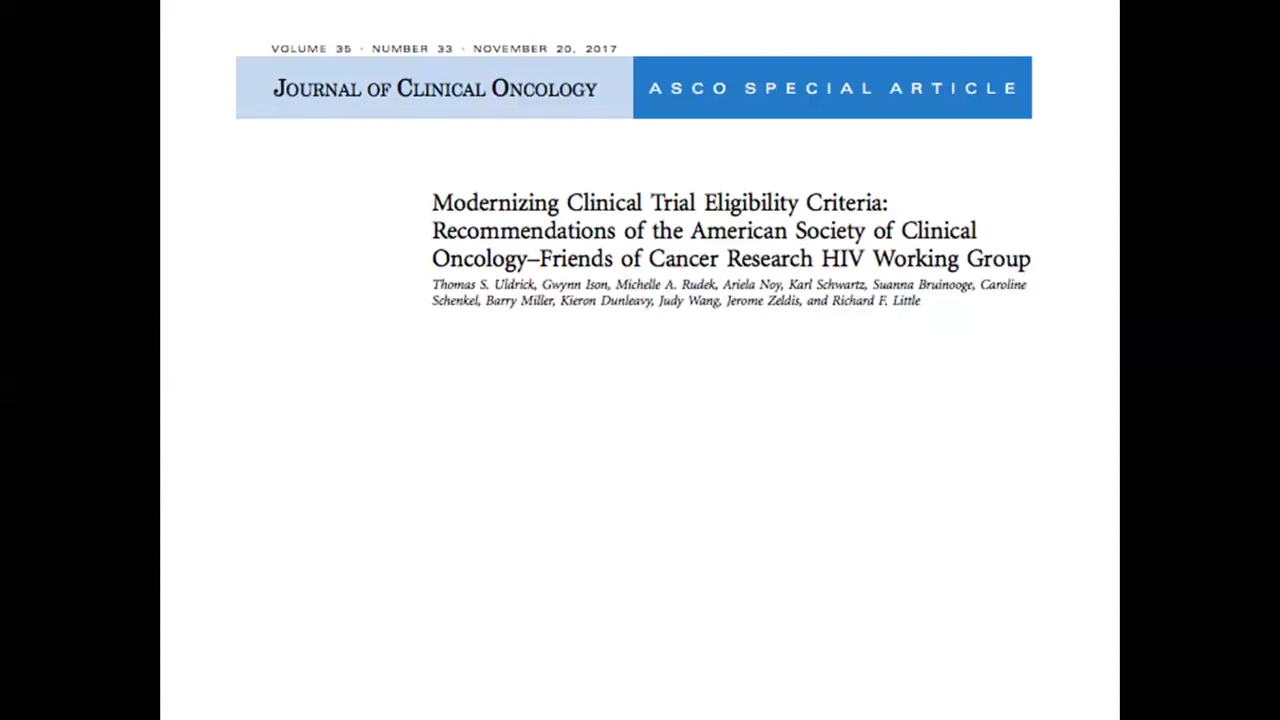 VOLUME 35 · NUMBER 33 · NOVEMBER 20, 2017
JOURNAL OF CLINICAL ONCOLOGY
ASCO SPECIAL ARTICLE
Modernizing Clinical Trial Eligibility Criteria:
Recommendations of the American Society of Clinical
Oncology–Friends of Cancer Research HIV Working Group
Thomas S. Uldrick, Gwynn Ison, Michelle A. Rudek, Ariela Noy, Karl Schwartz, Suanna Bruinooge, Caroline
Schenkel, Barry Miller, Kieron Dunleavy, Judy Wang, Jerome Zeldis, and Richard F. Little